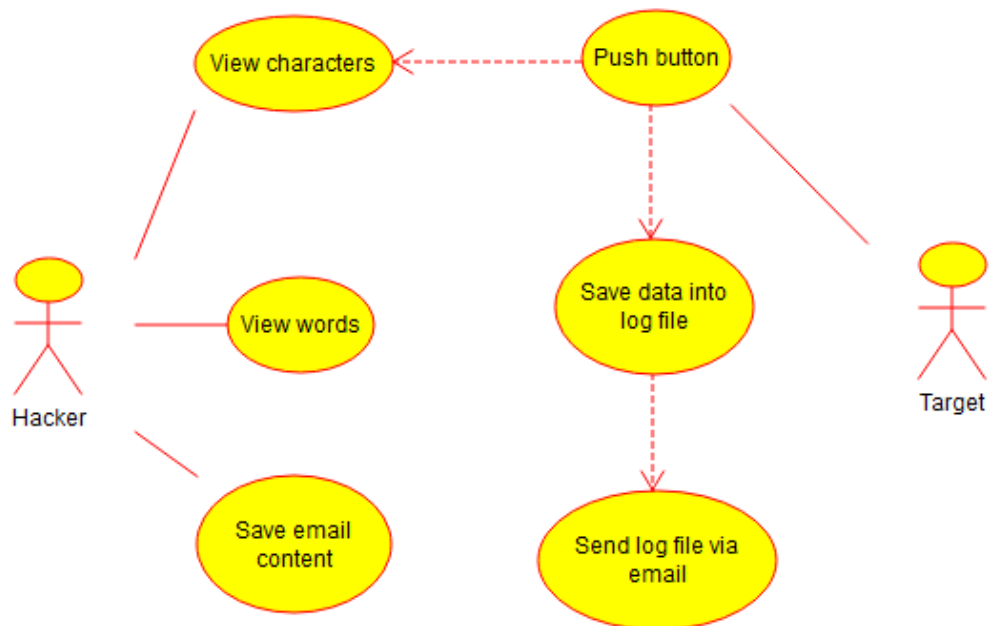 View characters
Push button
Save data into
log file
View words
Hacker
Target
Save email
content
Send log file via
email